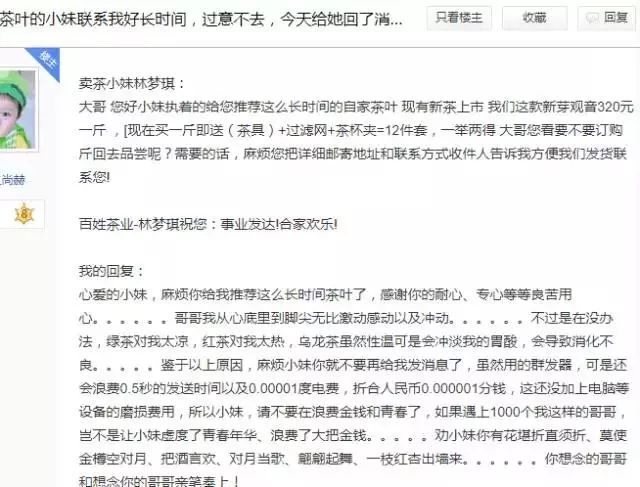 茶叶的小妹联系我好长时间，过意不去，今天给她回了消...
只看楼主
收藏
回复
楼主
卖茶小妹林梦琪：
大哥 您好小妹执着的给您推荐这么长时间的自家茶叶 现有新茶上市 我们这款新芽观音320元
一斤 ，[现在买一斤即送（茶具）+过滤网+茶杯夹=12件套，一举两得 大哥您看要不要订购
斤回去品尝呢？需要的话，麻烦您把详细邮寄地址和联系方式收件人告诉我方便我们发货联
系您!
尚赫
8
百姓茶业-林梦琪祝您：事业发达!合家欢乐!
我的回复：
心爱的小妹，麻烦你给我推荐这么长时间茶叶了，感谢你的耐心、专心等等良苦用
心。。。。。。哥哥我从心底里到脚尖无比激动感动以及冲动。。。。。不过是在没办
法，绿茶对我太凉，红茶对我太热，乌龙茶虽然性温可是会冲淡我的胃酸，会导致消化不
良。。。。。鉴于以上原因，麻烦小妹你就不要再给我发消息了，虽然用的群发器，可是还
会浪费0.5秒的发送时间以及0.00001度电费，折合人民币0.000001分钱，这还没加上电脑等
设备的磨损费用，所以小妹，请不要在浪费金钱和青春了，如果遇上1000个我这样的哥哥，
岂不是让小妹虚度了青春年华、浪费了大把金钱。。。。。劝小妹你有花堪折直须折、莫使
金樽空对月、把酒言欢、对月当歌、翩翩起舞、一枝红杏出墙来。。。。。。你想念的哥哥
和想念你的哥哥亲笔奉上！